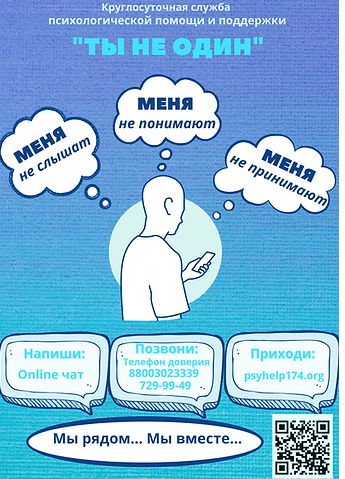 Круглосуточная служба
психологической помощи и поддержки
"ТЫ НЕ ОДИН"
МЕНЯ
не понимают
МЕНЯ
не слышат
МЕНЯ
не принимают
Напиши:
Online чат
Позвони:
Телефон доверия
88003023339
729-99-49
Приходи:
psyhelp174.org
Мы рядом... Мы вместе...